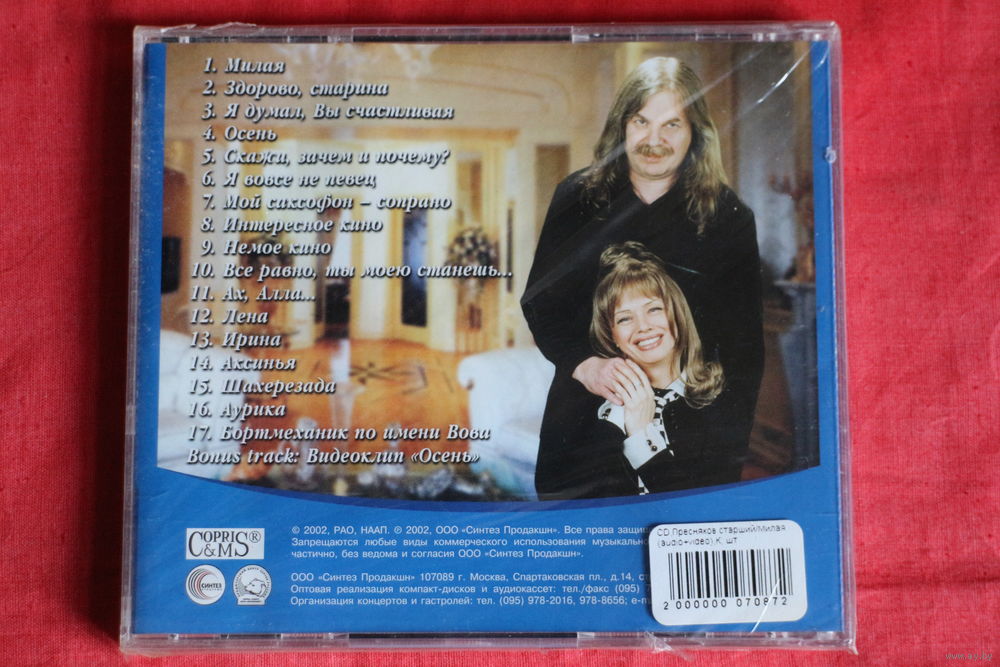 1. Милая
2. Здорово, старина
3. Я думал, Вы счастливая
4. Осень
5. Скажи, зачем и почему?
6. Я вовсе не певец
7. Мой саксофон – сопрано
8. Интересное кино
9. Немое кино
10. Все равно, ты моею станешь...
11. Ах, Алла...
12. Лена
13. Ирина
14. Аксинья
15. Шахерезада
16. Аурика
17. Бортмеханик по имени Вова
Bonus track: Видеоклип «Осень»
COPRIS®
&MS
СИНТЕЗ
© 2002, РАО, НААП. ℗ 2002, ООО «Синтез Продакшн». Все права защи
Запрещаются любые виды коммерческого использования музыкально
частично, без ведома и согласия ООО «Синтез Продакшн».
ООО «Синтез Продакшн» 107089 г. Москва, Спартаковская пл., д.14, ст
Оптовая реализация компакт-дисков и аудиокассет: тел./факс (095)
Организация концертов и гастролей: тел. (095) 978-2016, 978-8656; e-m
CD Пресняков старший/Милая
(audio+video) К, шт
2 000000 070872
www.ay.by